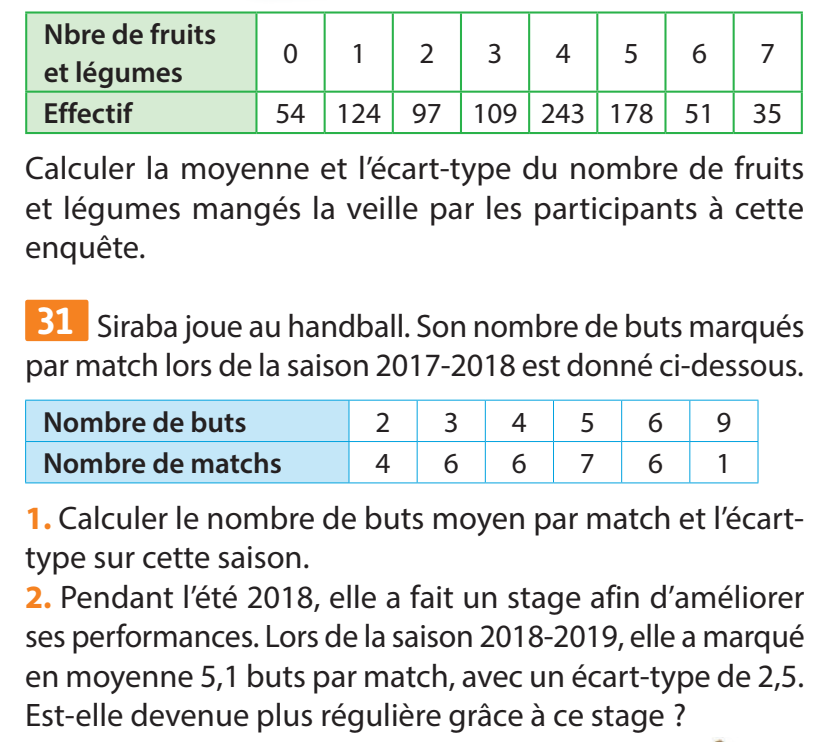 Nbre de fruits
et légumes 0 1 2 3 4 5 6 7
Effectif 54 124 97 109 243 178 51 35
Calculer la moyenne et l’écart-type du nombre de fruits
et légumes mangés la veille par les participants à cette
enquête.
31 Siraba joue au handball. Son nombre de buts marqués
par match lors de la saison 2017-2018 est donné ci-dessous.
Nombre de buts 2 3 4 5 6 9
Nombre de matchs 4 6 6 7 6 1
1. Calculer le nombre de buts moyen par match et l’écart-
type sur cette saison.
2. Pendant l’été 2018, elle a fait un stage afin d’améliorer
ses performances. Lors de la saison 2018-2019, elle a marqué
en moyenne 5,1 buts par match, avec un écart-type de 2,5.
Est-elle devenue plus régulière grâce à ce stage ?